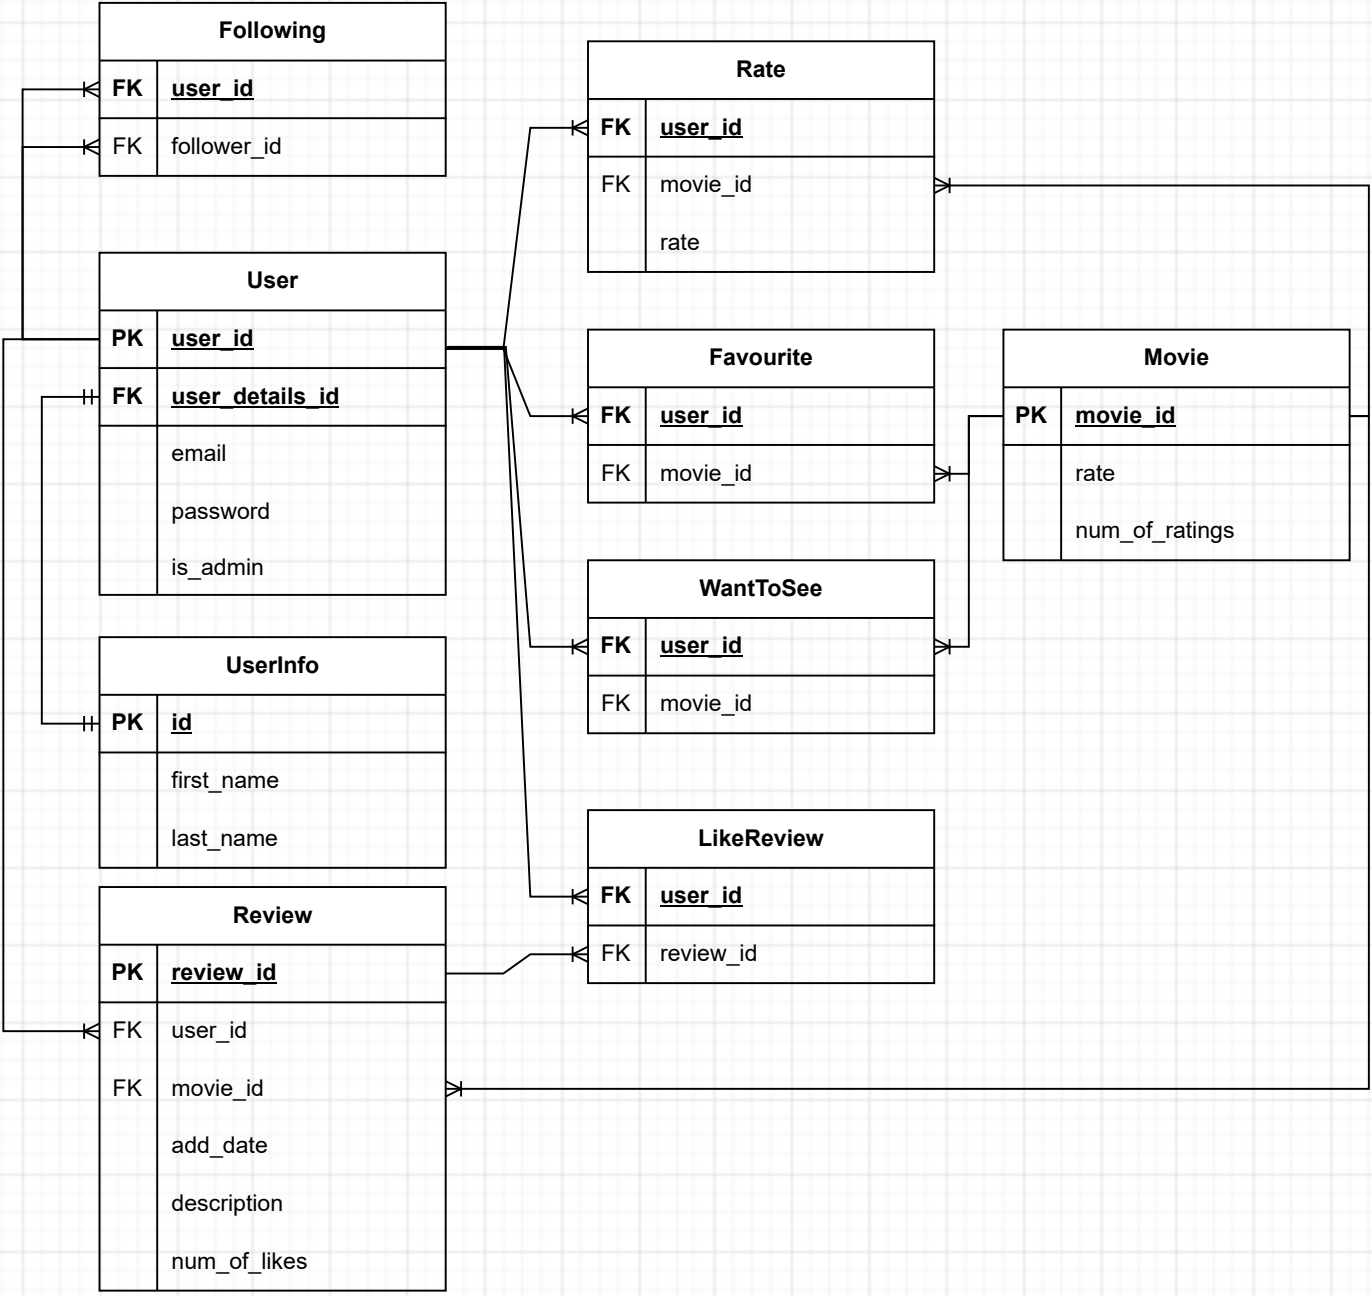 Following
FK user_id
FK follower_id
User
PK user_id
FK user_details_id
email
password
is_admin
UserInfo
PK id
first_name
last_name
Review
PK review_id
FK user_id
FK movie_id
add_date
description
num_of_likes
Rate
FK user_id
FK movie_id
rate
Favourite
FK user_id
FK movie_id
WantToSee
FK user_id
FK movie_id
LikeReview
FK user_id
FK review_id
Movie
PK movie_id
rate
num_of_ratings